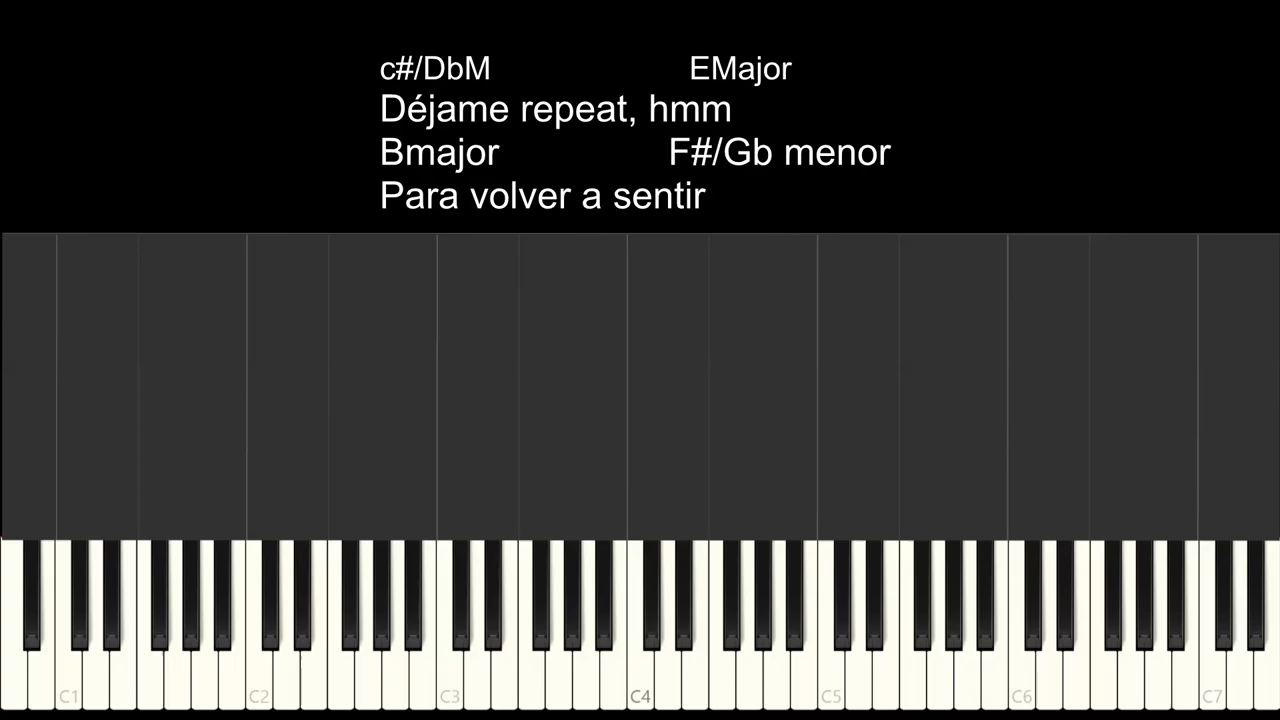 c#/DbM EMajor
Déjame repeat, hmm
Bmajor F#/Gb menor
Para volver a sentir
C1 C2 C3 C4 C5 C6 C7